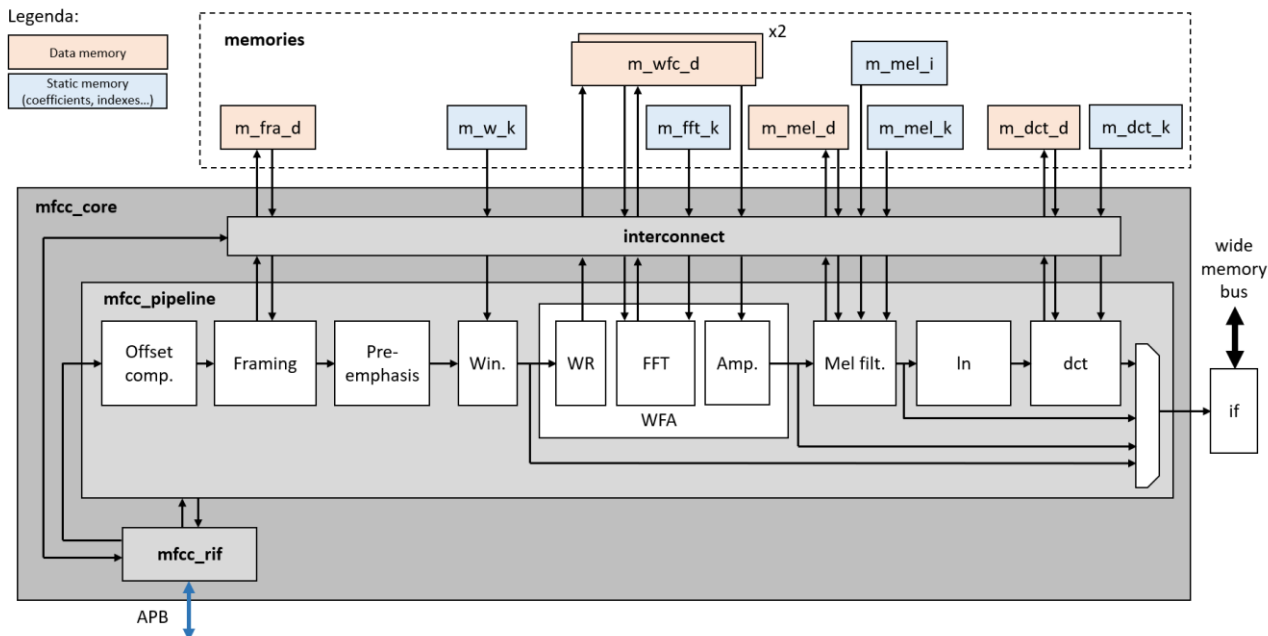 Legenda:
Data memory
Static memory
(coefficients, indexes...)
memories
x2
m_wfc_d
m_mel_i
m_fra_d
m_w_k
m_fft_k
m_mel_d
m_mel_k
m_dct_d
m_dct_k
mfcc_core
interconnect
wide
memory
bus
mfcc_pipeline
Offset
comp.
Framing
Pre-
emphasis
Win.
WR
FFT
Amp.
WFA
Mel filt.
ln
dct
if
mfcc_rif
APB